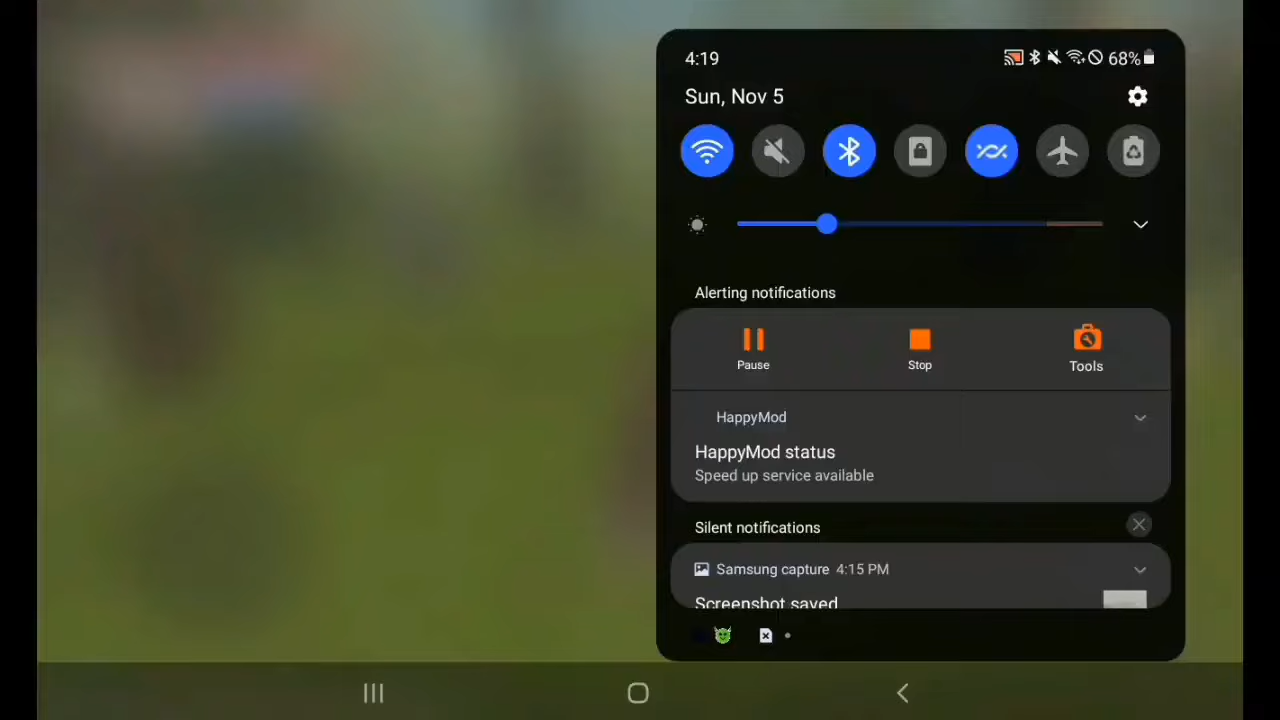 4:19
68%
Sun, Nov 5
Alerting notifications
Pause
Stop
Tools
HappyMod
HappyMod status
Speed up service available
Silent notifications
Samsung capture 4:15 PM
Screenshot saved